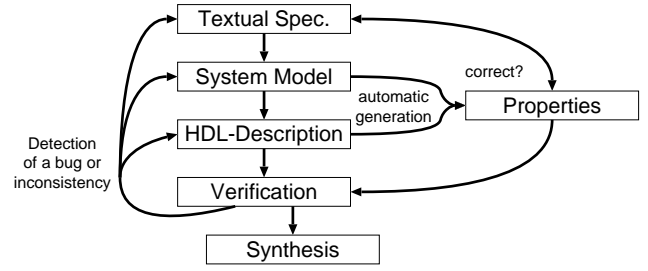 Textual Spec.
System Model
correct?
automatic
generation
Properties
HDL-Description
Detection
of a bug or
inconsistency
Verification
Synthesis